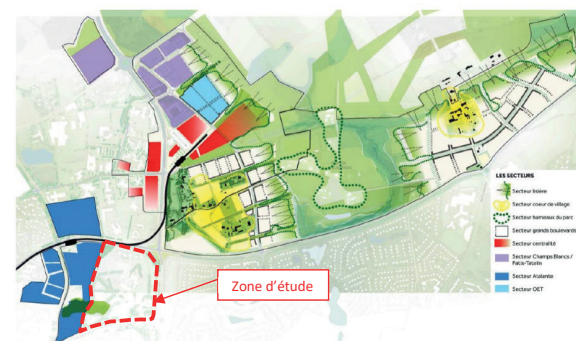 LES SECTEURS
Secteur lisière
Secteur coeur de village
Secteur hameaux du parc
Secteur grands boulevards
Secteur centralité
Secteur Champs Blancs /
Patis-Tatelin
Secteur Atalante
Secteur OET
Zone d'étude